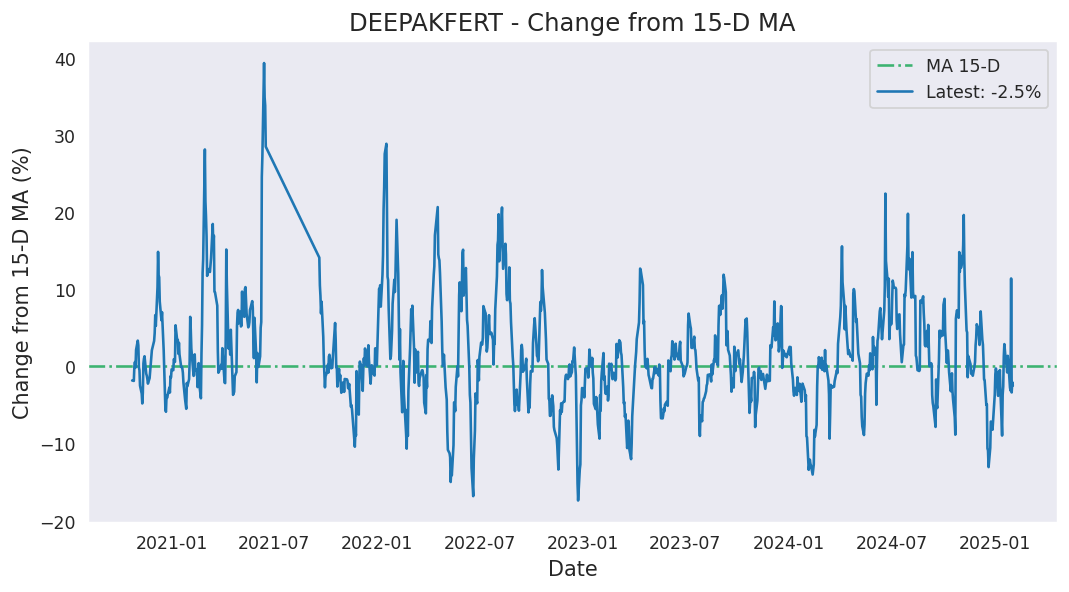 DEEPAKFERT - Change from 15-D MA
MA 15-D
Latest: -2.5%
Change from 15-D MA (%)
40
30
20
10
0
−10
−20
2021-01 2021-07 2022-01 2022-07 2023-01 2023-07 2024-01 2024-07 2025-01
Date